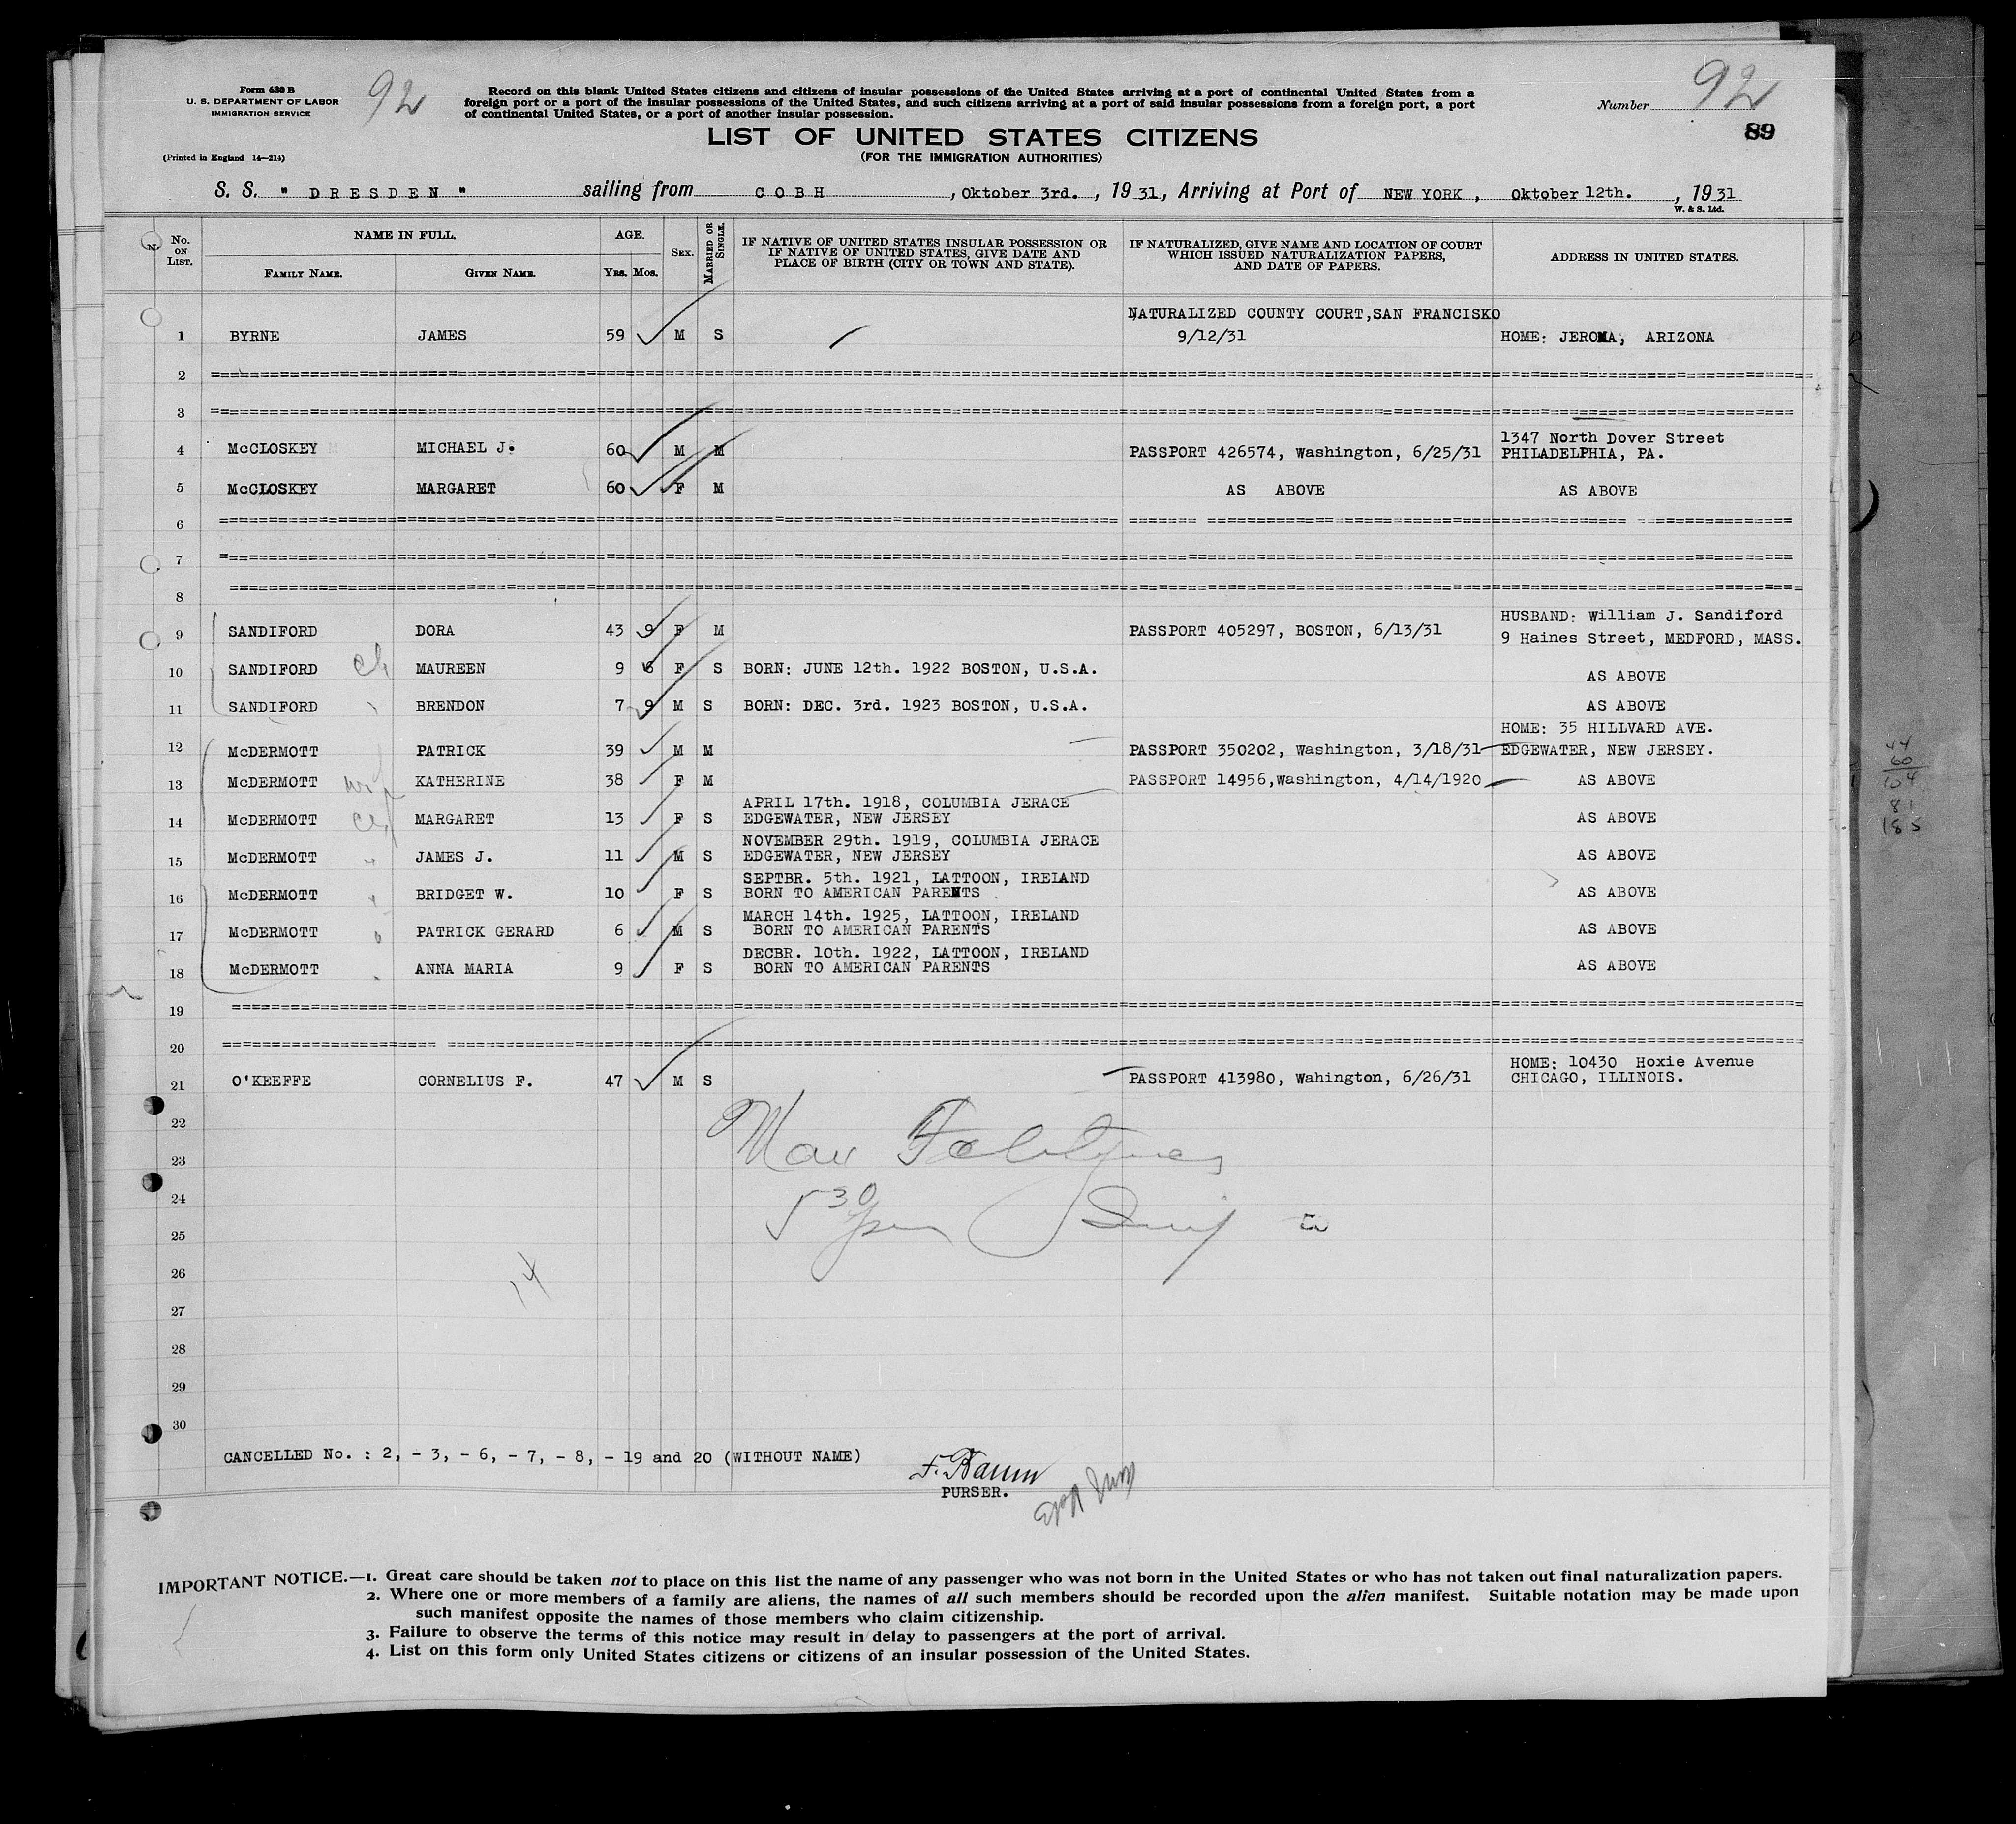 Form 630 B
U. S. DEPARTMENT OF LABOR
IMMIGRATION SERVICE
(Printed in England 14—214)
92
Record on this blank United States citizens and citizens of insular possessions of the United States arriving at a port of continental United States from a
foreign port or a port of the insular possessions of the United States, and such citizens arriving at a port of said insular possessions from a foreign port, a port
of continental United States, or a port of another insular possession.
Number 92
89
LIST OF UNITED STATES CITIZENS
(FOR THE IMMIGRATION AUTHORITIES)
S. S. " DRESDEN " sailing from COBH, Oktober 3rd., 1931, Arriving at Port of NEW YORK, Oktober 12th., 1931
W. & S. Ltd.
No. ON LIST. NAME IN FULL. AGE. SEX. MARRIED OR SINGLE. IF NATIVE OF UNITED STATES INSULAR POSSESSION OR IF NATIVE OF UNITED STATES, GIVE DATE AND PLACE OF BIRTH (CITY OR TOWN AND STATE). IF NATURALIZED, GIVE NAME AND LOCATION OF COURT WHICH ISSUED NATURALIZATION PAPERS, AND DATE OF PAPERS. ADDRESS IN UNITED STATES.
FAMILY NAME. GIVEN NAME. YRS. MOS.
NATURALIZED COUNTY COURT, SAN FRANCISKO
1 BYRNE JAMES 59 M S 9/12/31 HOME: JEROMA, ARIZONA
2
3
4 McCLOSKEY MICHAEL J. 60 M M PASSPORT 426574, Washington, 6/25/31 1347 North Dover Street
PHILADELPHIA, PA.
5 McCLOSKEY MARGARET 60 F M AS ABOVE AS ABOVE
6
7
8
HUSBAND: William J. Sandiford
9 SANDIFORD DORA 43 9 F M PASSPORT 405297, BOSTON, 6/13/31 9 Haines Street, MEDFORD, MASS.
10 SANDIFORD ch MAUREEN 9 6 F S BORN: JUNE 12th. 1922 BOSTON, U.S.A. AS ABOVE
11 SANDIFORD " BRENDON 7 9 M S BORN: DEC. 3rd. 1923 BOSTON, U.S.A. AS ABOVE
HOME: 35 HILLVARD AVE.
12 McDERMOTT PATRICK 39 M M PASSPORT 350202, Washington, 3/18/31 EDGEWATER, NEW JERSEY.
13 McDERMOTT wif KATHERINE 38 F M PASSPORT 14956,Washington, 4/14/1920 AS ABOVE
APRIL 17th. 1918, COLUMBIA JERACE
14 McDERMOTT ch MARGARET 13 F S EDGEWATER, NEW JERSEY AS ABOVE
NOVEMBER 29th. 1919, COLUMBIA JERACE
15 McDERMOTT " JAMES J. 11 M S EDGEWATER, NEW JERSEY AS ABOVE
SEPTBR. 5th. 1921, LATTOON, IRELAND
16 McDERMOTT " BRIDGET W. 10 F S BORN TO AMERICAN PARENTS AS ABOVE
MARCH 14th. 1925, LATTOON, IRELAND
17 McDERMOTT " PATRICK GERARD 6 M S BORN TO AMERICAN PARENTS AS ABOVE
DECBR. 10th. 1922, LATTOON, IRELAND
18 McDERMOTT " ANNA MARIA 9 F S BORN TO AMERICAN PARENTS AS ABOVE
19
20
HOME: 10430 Hoxie Avenue
21 O'KEEFFE CORNELIUS F. 47 M S PASSPORT 413980, Wahington, 6/26/31 CHICAGO, ILLINOIS.
22
23
24
530
25
26
14
27
28
29
30
CANCELLED No. : 2, - 3, - 6, - 7, - 8, - 19 and 20 (WITHOUT NAME)
PURSER.
IMPORTANT NOTICE.—1. Great care should be taken not to place on this list the name of any passenger who was not born in the United States or who has not taken out final naturalization papers.
2. Where one or more members of a family are aliens, the names of all such members should be recorded upon the alien manifest. Suitable notation may be made upon
such manifest opposite the names of those members who claim citizenship.
3. Failure to observe the terms of this notice may result in delay to passengers at the port of arrival.
4. List on this form only United States citizens or citizens of an insular possession of the United States.
44
60
104
81
185